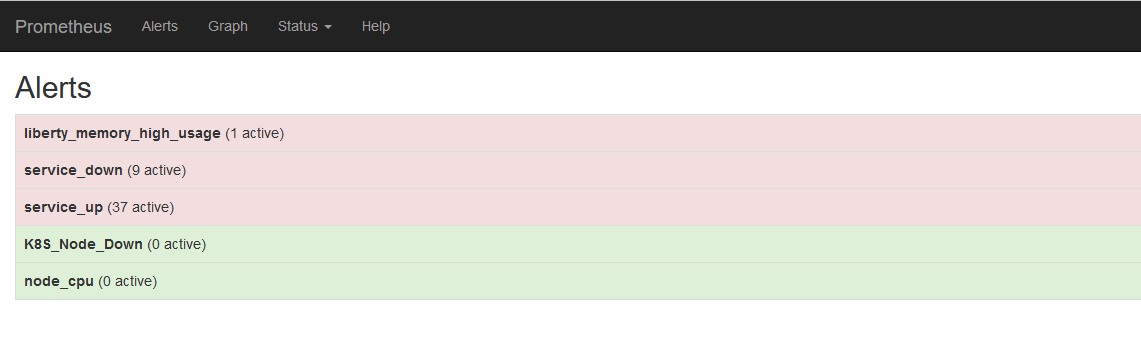 Prometheus Alerts Graph Status Help
Alerts
liberty_memory_high_usage (1 active)
service_down (9 active)
service_up (37 active)
K8S_Node_Down (0 active)
node_cpu (0 active)